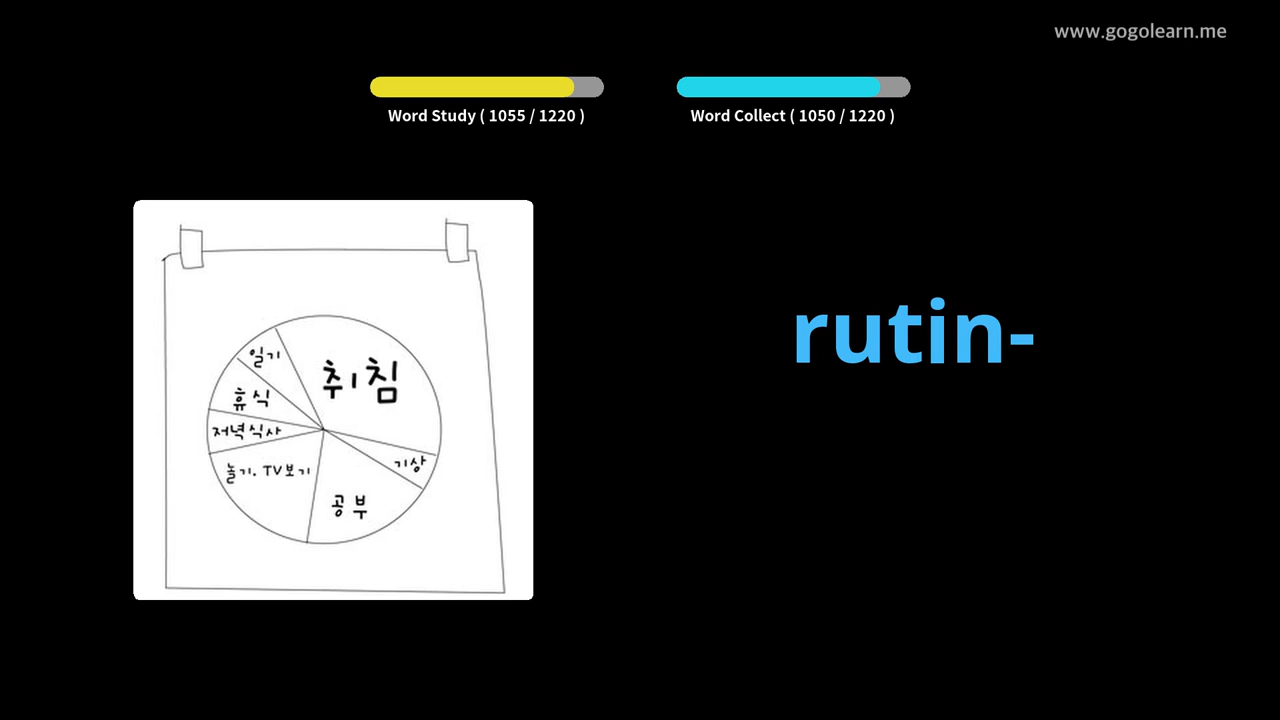 www.gogolearn.me
Word Study ( 1055 / 1220 )
Word Collect ( 1050 / 1220 )
rutin-
일기
취침
휴식
저녁식사
기상
놀기. TV보기
공부